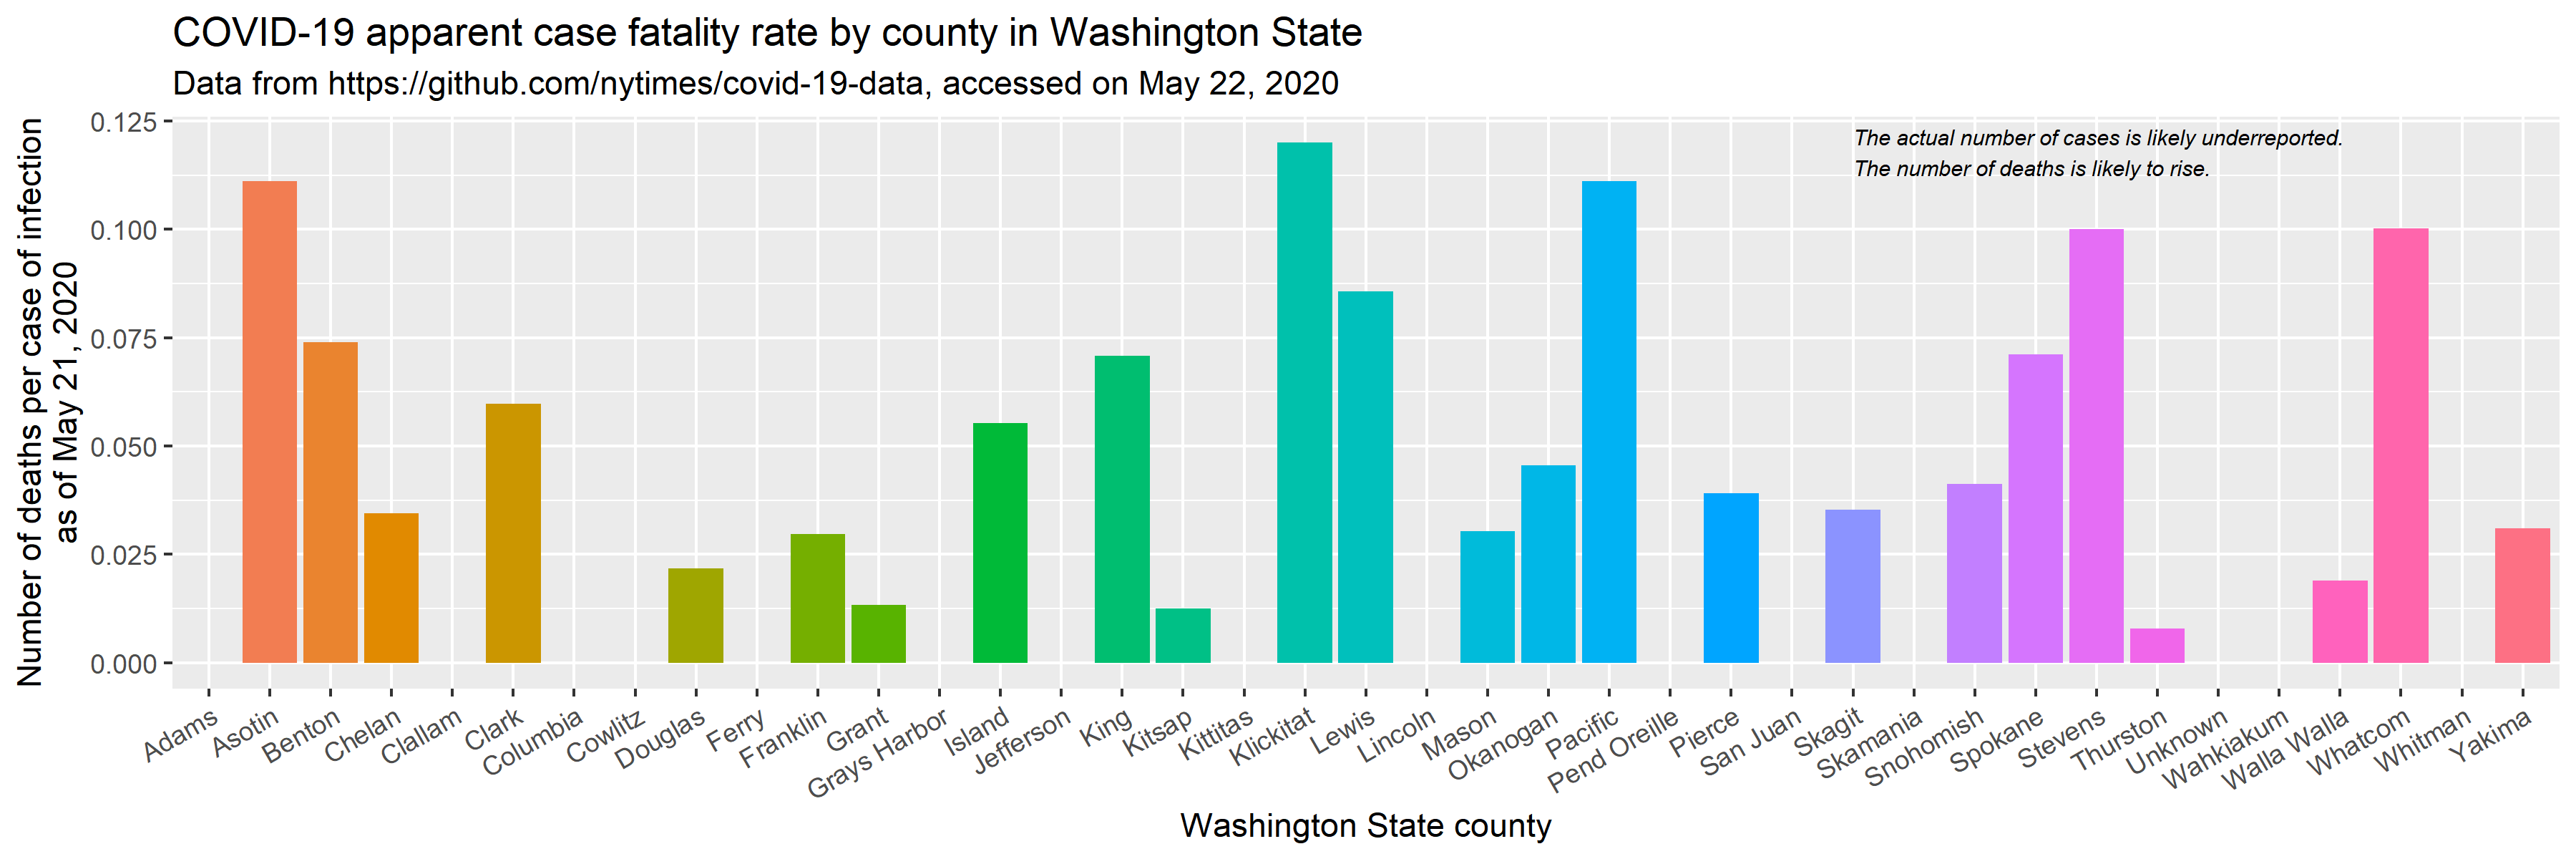 COVID-19 apparent case fatality rate by county in Washington State
Data from https://github.com/nytimes/covid-19-data, accessed on May 22, 2020
Number of deaths per case of infection
as of May 21, 2020
0.125
0.100
0.075
0.050
0.025
0.000
The actual number of cases is likely underreported.
The number of deaths is likely to rise.
Adams
Asotin
Benton
Chelan
Clallam
Clark
Columbia
Cowlitz
Douglas
Ferry
Franklin
Grant
Grays Harbor
Island
Jefferson
King
Kitsap
Kittitas
Klickitat
Lewis
Lincoln
Mason
Okanogan
Pacific
Pend Oreille
Pierce
San Juan
Skagit
Skamania
Snohomish
Spokane
Stevens
Thurston
Unknown
Wahkiakum
Walla Walla
Whatcom
Whitman
Yakima
Washington State county